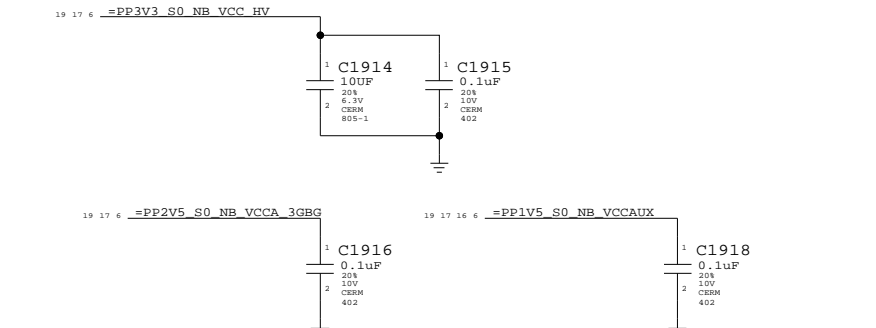 19 17 6 =PP3V3_S0_NB_VCC_HV
1 C1914
10UF
20%
6.3V
2 CERM
805-1
1 C1915
0.1uF
20%
10V
2 CERM
402
19 17 6 =PP2V5_S0_NB_VCCA_3GBG
19 17 16 6 =PP1V5_S0_NB_VCCAUX
1 C1916
0.1uF
20%
10V
2 CERM
402
1 C1918
0.1uF
20%
10V
2 CERM
402